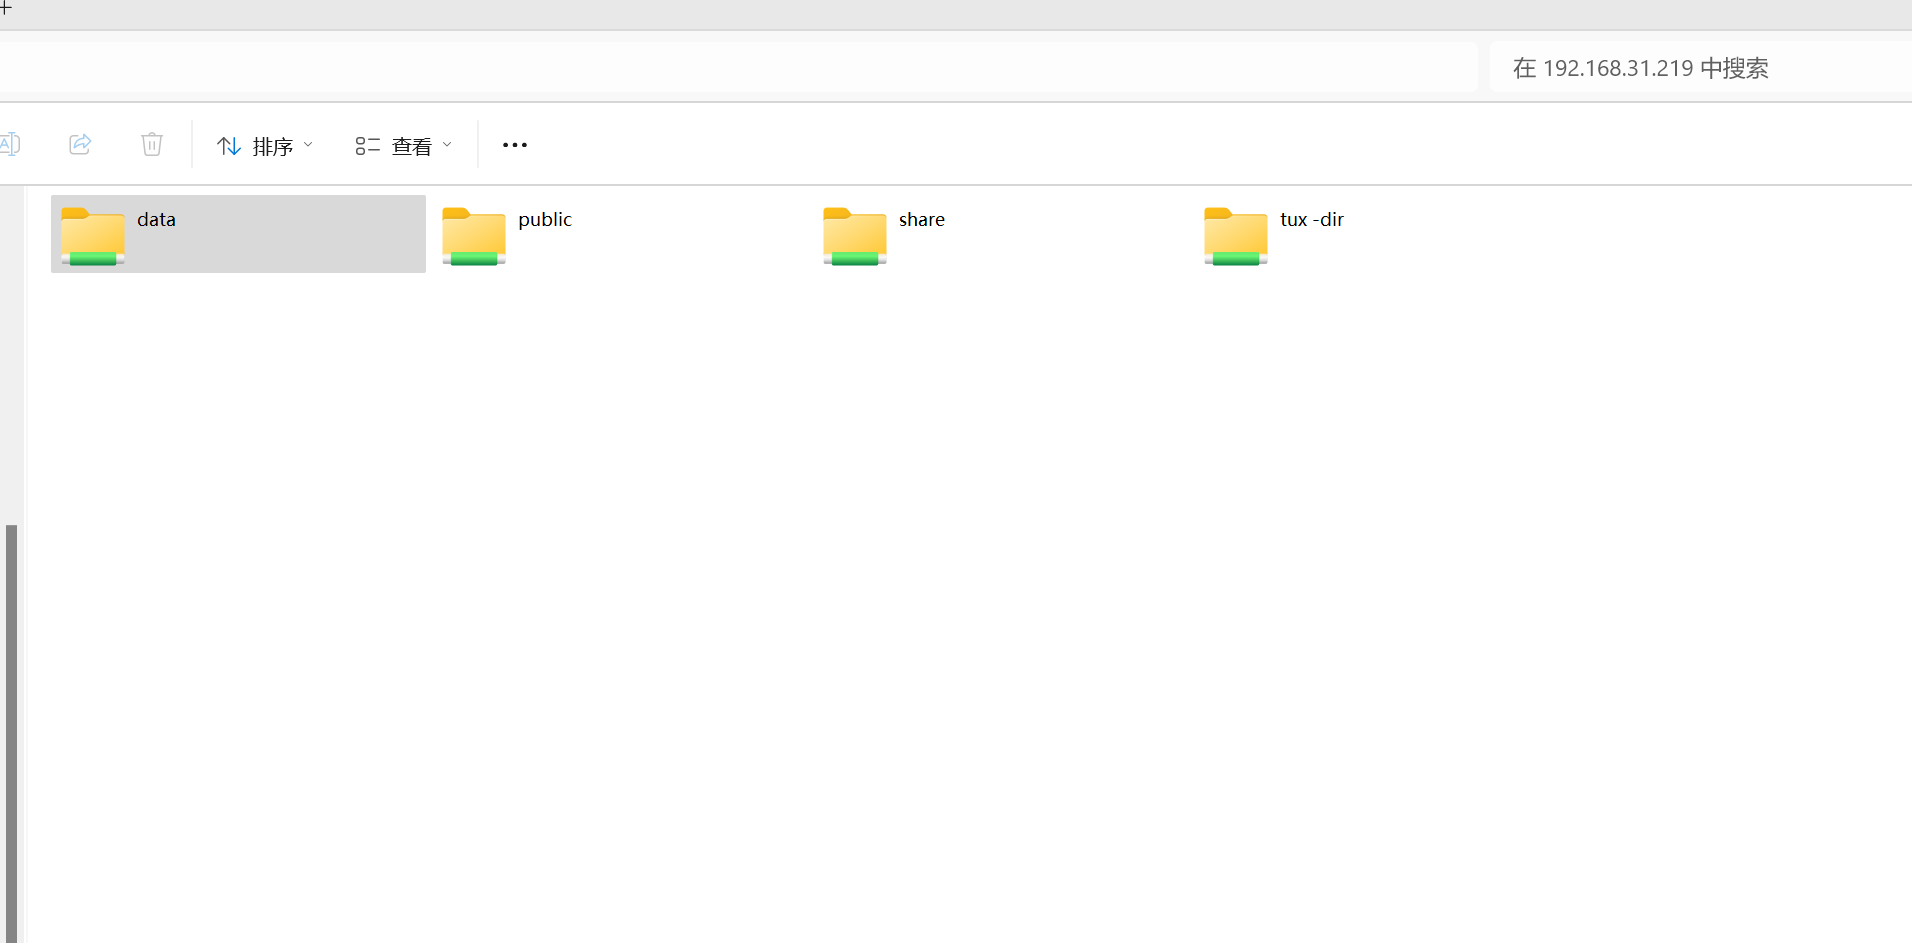 在 192.168.31.219 中搜索
排序
查看
data
public
share
tux -dir